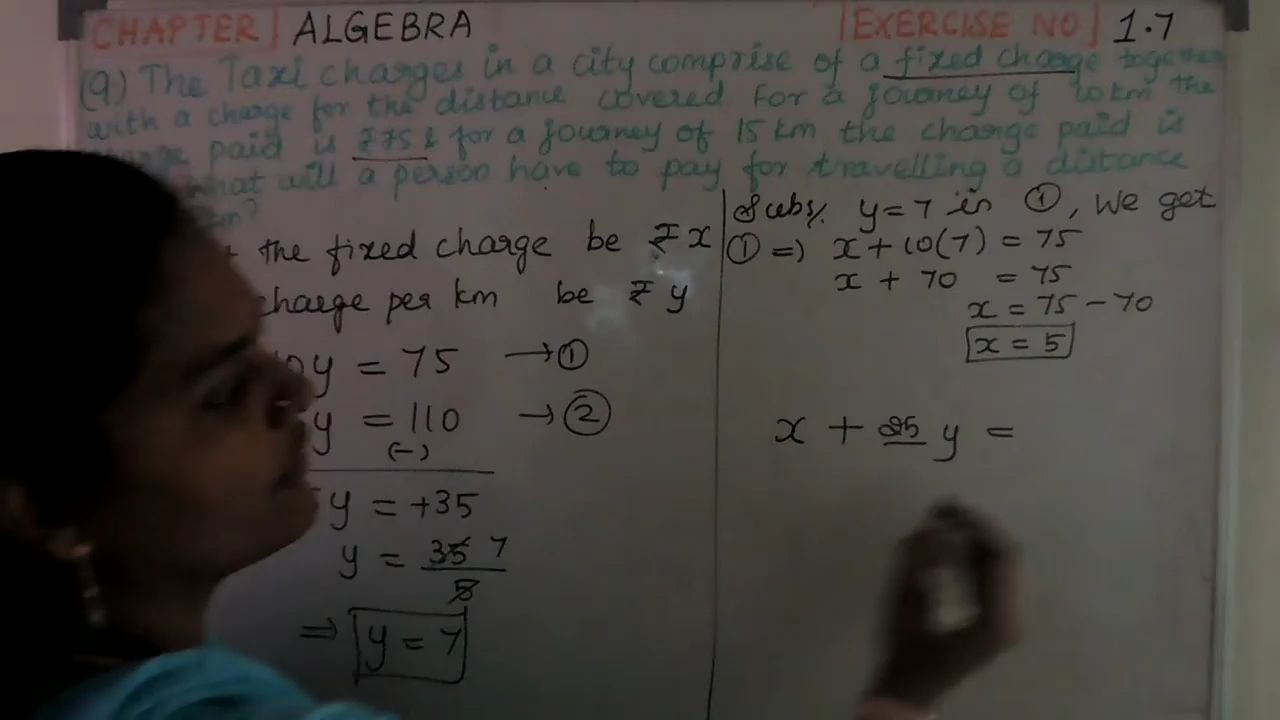 CHAPTER ALGEBRA EXERCISE NO 1.7
(9) The Taxi charges in a city comprise of a fixed charge together
with a charge for the distance covered For a journey of 10 km the
paid is ₹75 & for a journey of 15 km the charge paid is
what will a person have to pay for travelling a distance
km?
the fixed charge be ₹ x
charge per km be ₹ y
10y = 75 → ①
y = 110 → ②
(-)
y = +35
y = 35 7
5
⇒ y = 7
Subs/. y = 7 in ①, we get
① => x + 10(7) = 75
x + 70 = 75
x = 75 - 70
x = 5
x + 25 y =